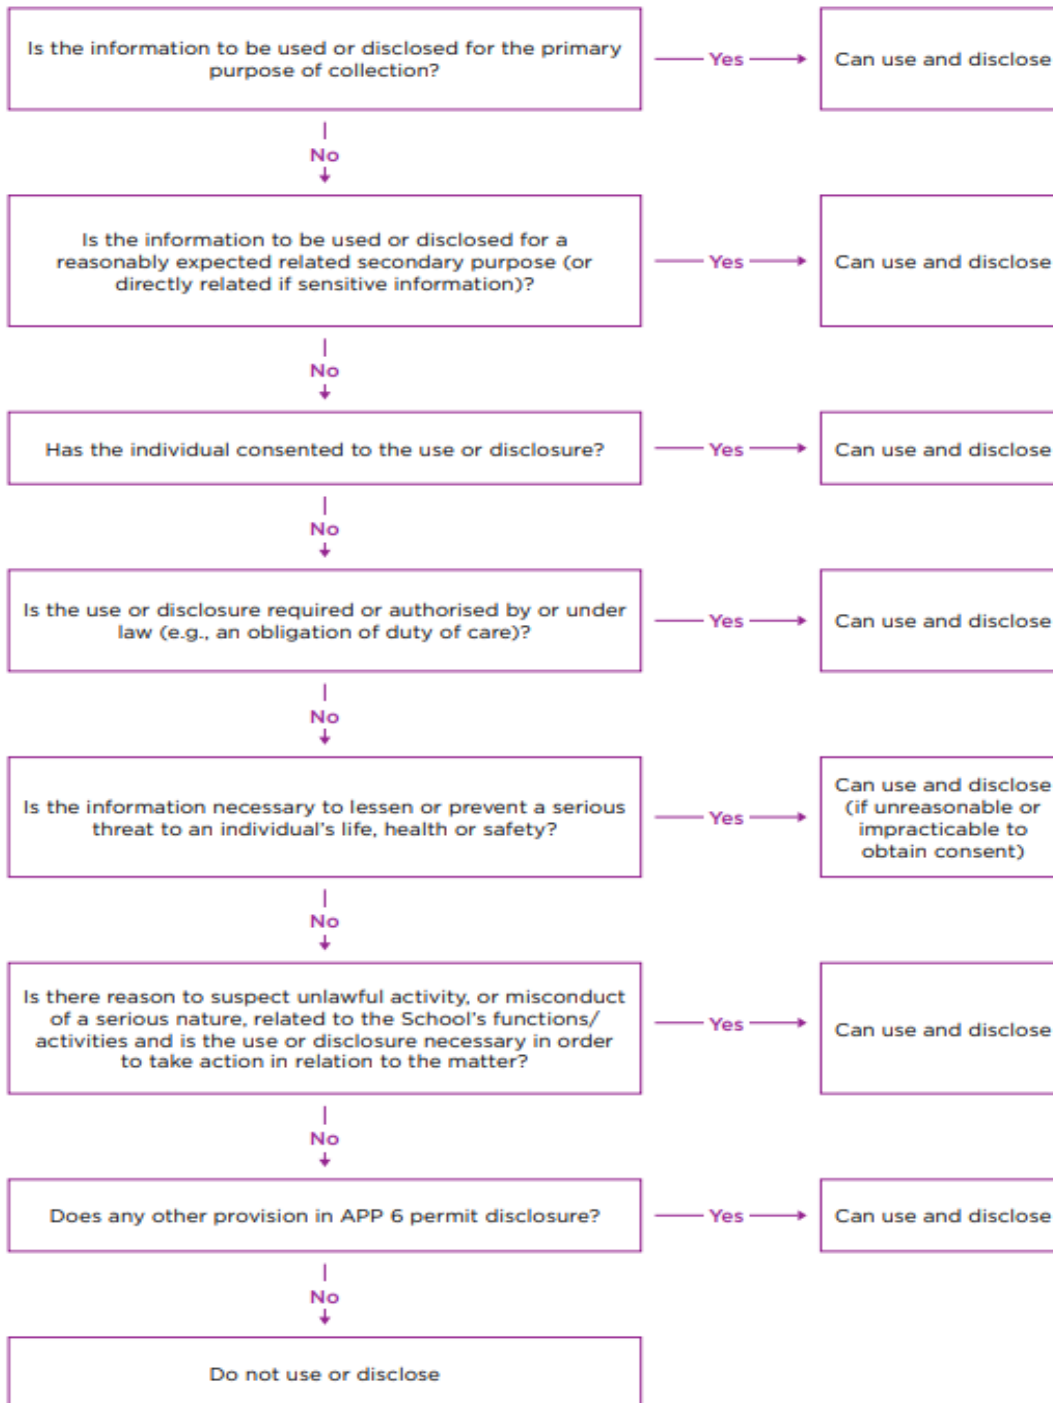 Is the information to be used or disclosed for the primary
purpose of collection?
Yes
Can use and disclose
No
Is the information to be used or disclosed for a
reasonably expected related secondary purpose (or
directly related if sensitive information)?
Yes
Can use and disclose
No
Has the individual consented to the use or disclosure?
Yes
Can use and disclose
No
Is the use or disclosure required or authorised by or under
law (e.g., an obligation of duty of care)?
Yes
Can use and disclose
No
Is the information necessary to lessen or prevent a serious
threat to an individual's life, health or safety?
Yes
Can use and disclose
(if unreasonable or
impracticable to
obtain consent)
No
Is there reason to suspect unlawful activity, or misconduct
of a serious nature, related to the School's functions/
activities and is the use or disclosure necessary in order
to take action in relation to the matter?
Yes
Can use and disclose
No
Does any other provision in APP 6 permit disclosure?
Yes
Can use and disclose
No
Do not use or disclose